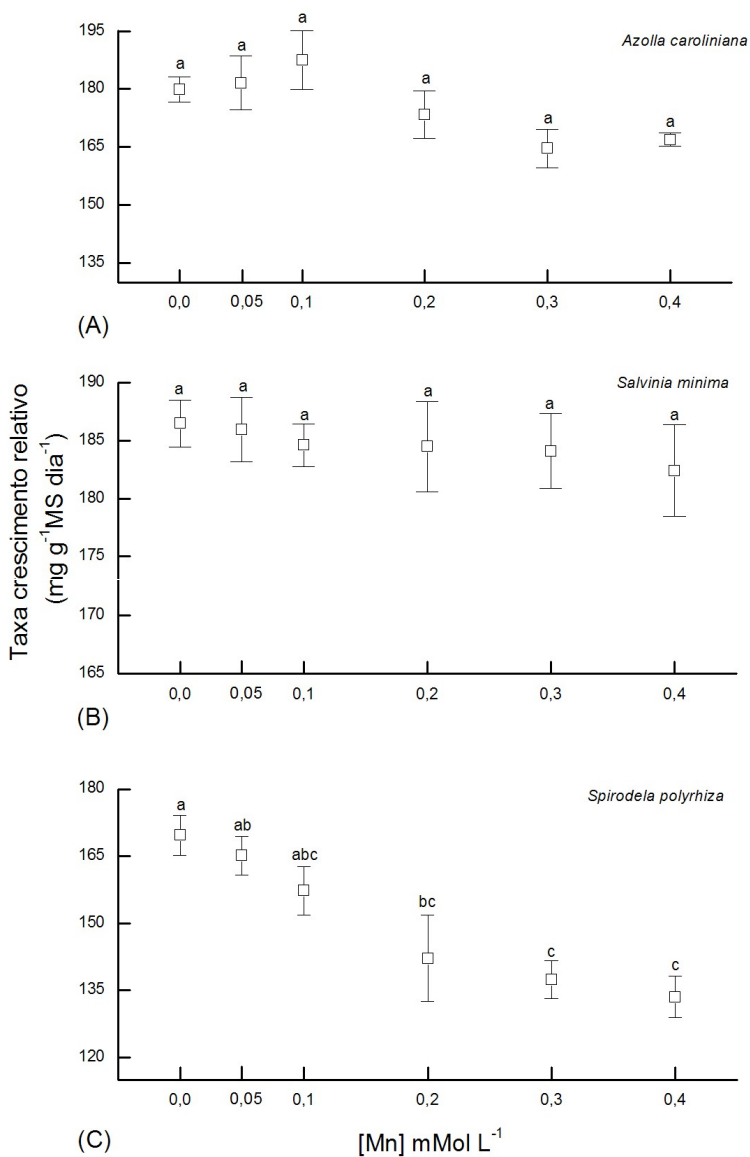 Taxa crescimento relativo
(mg g⁻¹MS dia⁻¹)
Azolla caroliniana
195
180
165
150
135
a a a a a a
0,0 0,05 0,1 0,2 0,3 0,4
(A)
Salvinia minima
190
185
180
175
170
165
a a a a a a
0,0 0,05 0,1 0,2 0,3 0,4
(B)
Spirodela polyrhiza
180
165
150
135
120
a ab abc bc c c
0,0 0,05 0,1 0,2 0,3 0,4
(C)
[Mn] mMol L⁻¹